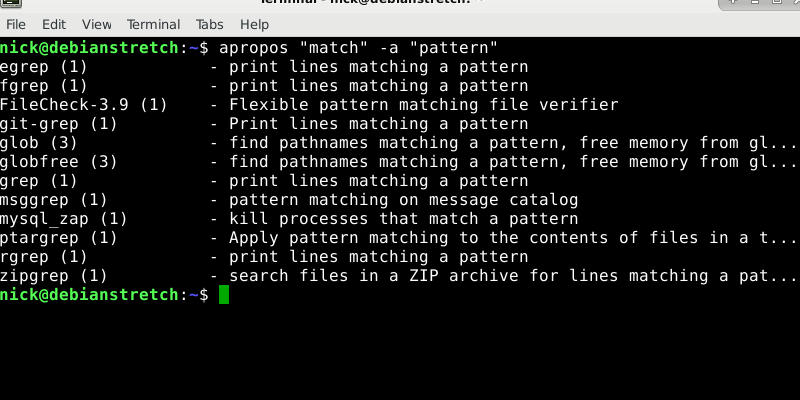 File Edit View Terminal Tabs Help
nick@debianstretch:~$ apropos "match" -a "pattern"
egrep (1) - print lines matching a pattern
fgrep (1) - print lines matching a pattern
FileCheck-3.9 (1) - Flexible pattern matching file verifier
git-grep (1) - Print lines matching a pattern
glob (3) - find pathnames matching a pattern, free memory from gl...
globfree (3) - find pathnames matching a pattern, free memory from gl...
grep (1) - print lines matching a pattern
msggrep (1) - pattern matching on message catalog
mysql_zap (1) - kill processes that match a pattern
ptargrep (1) - Apply pattern matching to the contents of files in a t...
rgrep (1) - print lines matching a pattern
zipgrep (1) - search files in a ZIP archive for lines matching a pat...
nick@debianstretch:~$